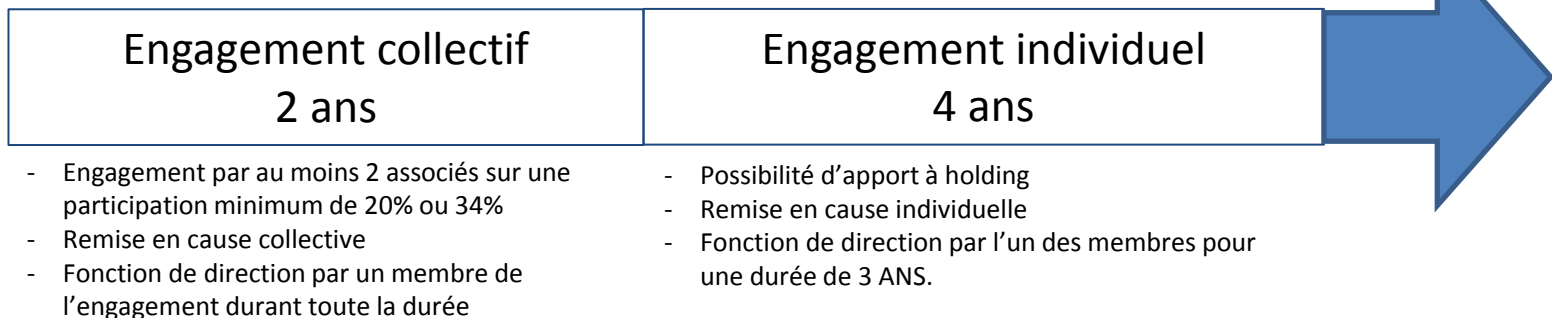 Engagement collectif
2 ans
- Engagement par au moins 2 associés sur une
participation minimum de 20% ou 34%
- Remise en cause collective
- Fonction de direction par un membre de
l’engagement durant toute la durée
Engagement individuel
4 ans
- Possibilité d’apport à holding
- Remise en cause individuelle
- Fonction de direction par l’un des membres pour
une durée de 3 ANS.